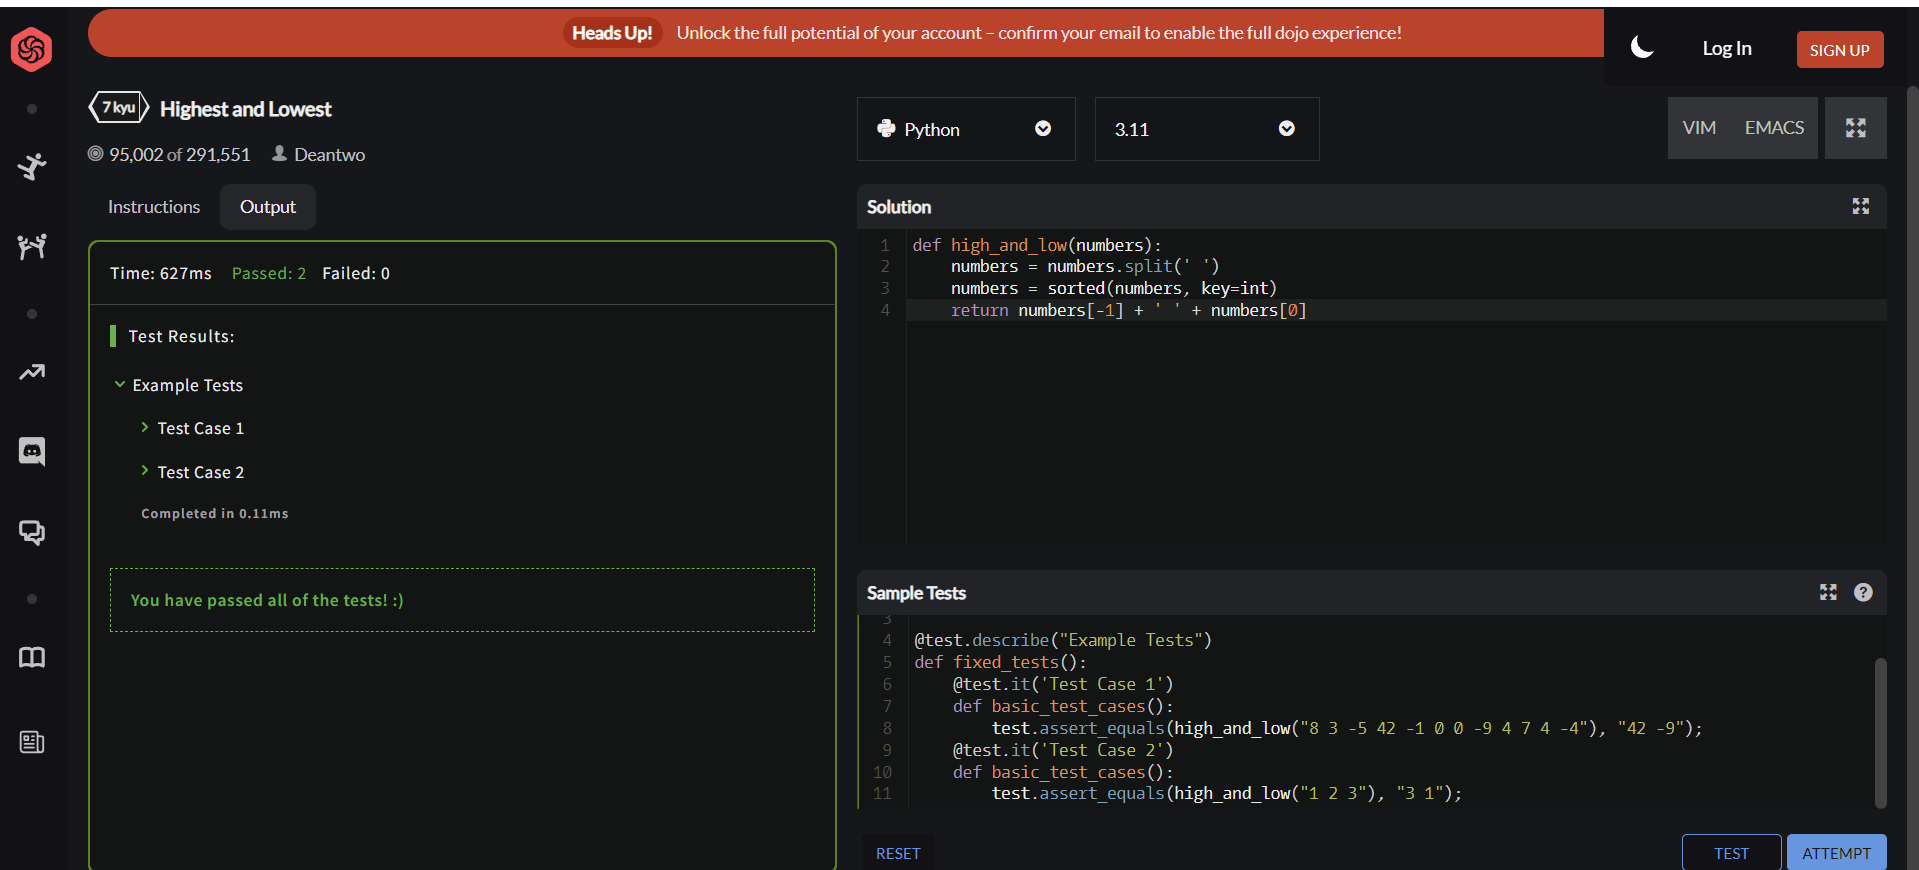 Heads Up! Unlock the full potential of your account – confirm your email to enable the full dojo experience!
Log In
SIGN UP
7 kyu Highest and Lowest
95,002 of 291,551 Deantwo
Instructions Output
Time: 627ms Passed: 2 Failed: 0
Test Results:
Example Tests
Test Case 1
Test Case 2
Completed in 0.11ms
You have passed all of the tests! :)
Python 3.11 VIM EMACS
Solution
1 def high_and_low(numbers):
2     numbers = numbers.split(' ')
3     numbers = sorted(numbers, key=int)
4     return numbers[-1] + ' ' + numbers[0]
Sample Tests
3
4 @test.describe("Example Tests")
5 def fixed_tests():
6     @test.it('Test Case 1')
7     def basic_test_cases():
8         test.assert_equals(high_and_low("8 3 -5 42 -1 0 0 -9 4 7 4 -4"), "42 -9");
9     @test.it('Test Case 2')
10     def basic_test_cases():
11         test.assert_equals(high_and_low("1 2 3"), "3 1");
RESET TEST ATTEMPT